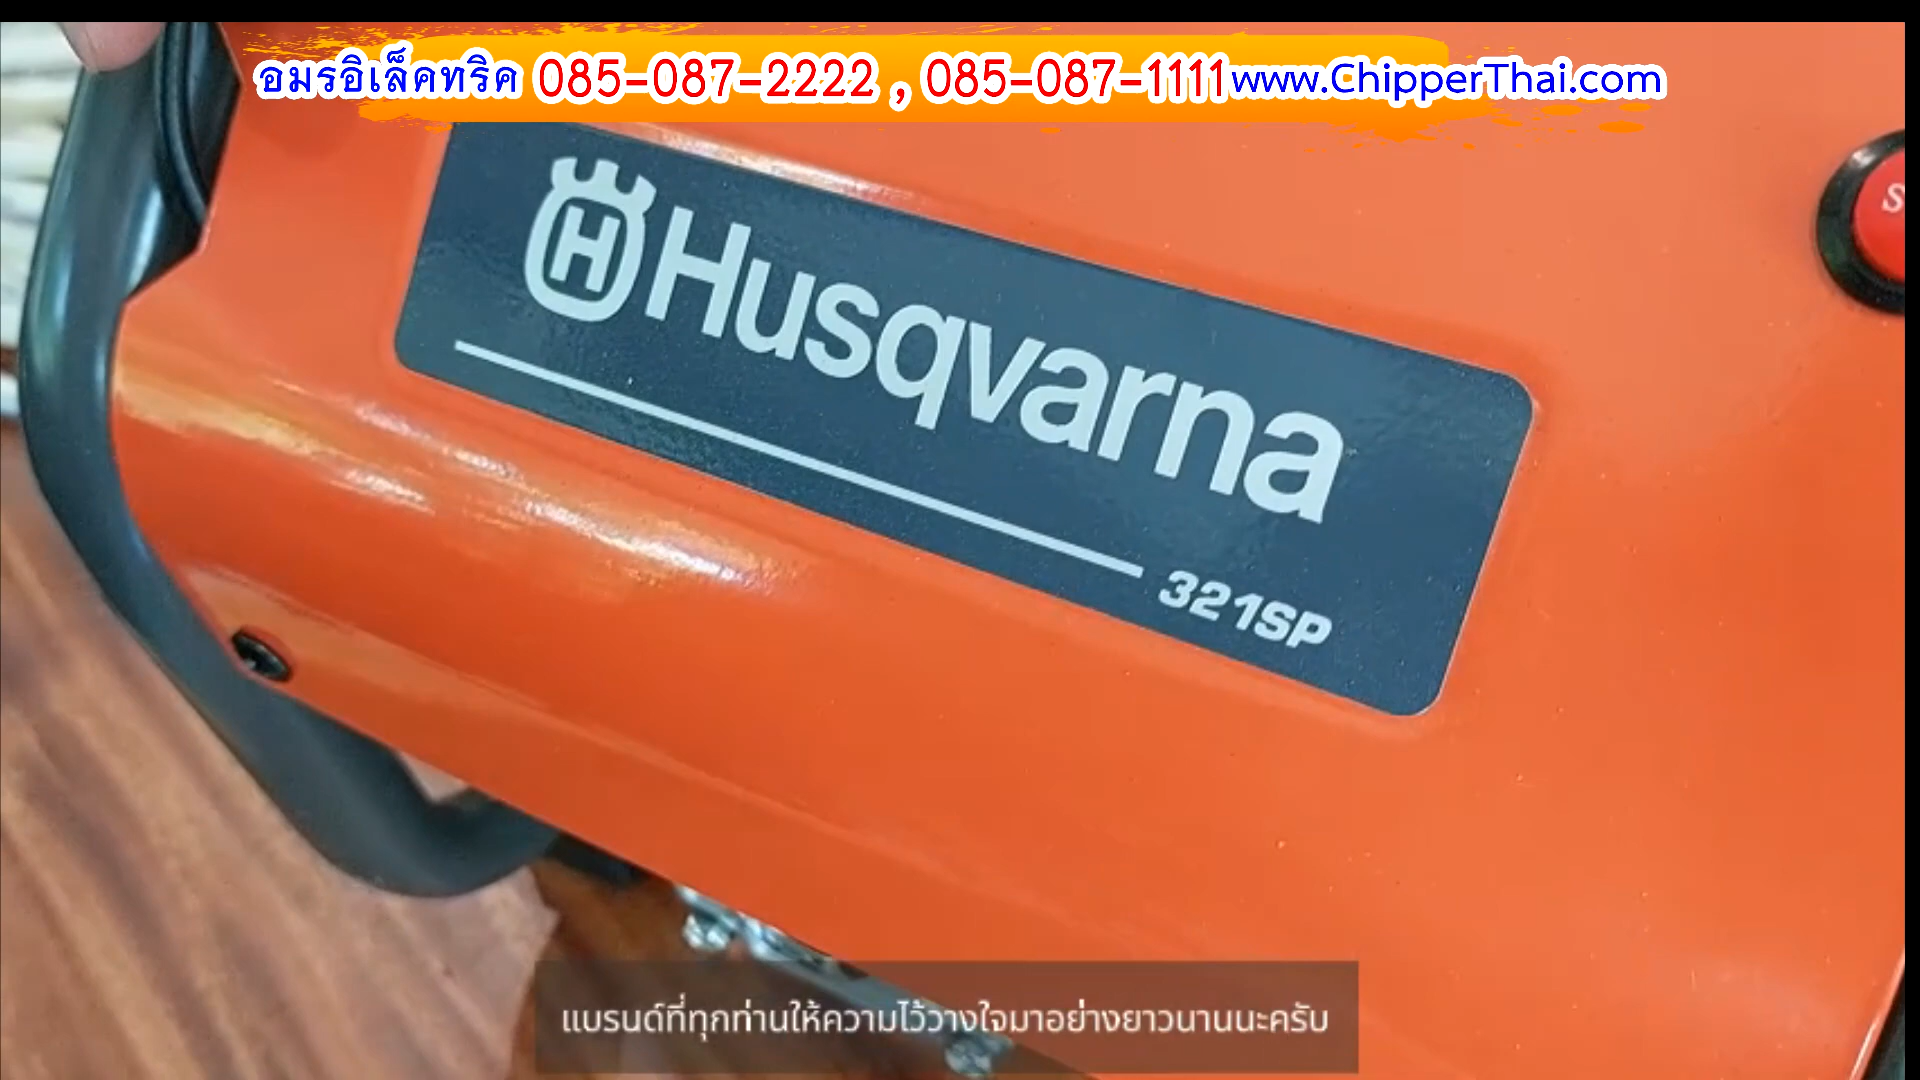 อมรอิเล็คทริค 085-087-2222 , 085-087-1111 www.ChipperThai.com
H Husqvarna
321SP
แบรนด์ที่ทุกท่านให้ความไว้วางใจมาอย่างยาวนานนะครับ